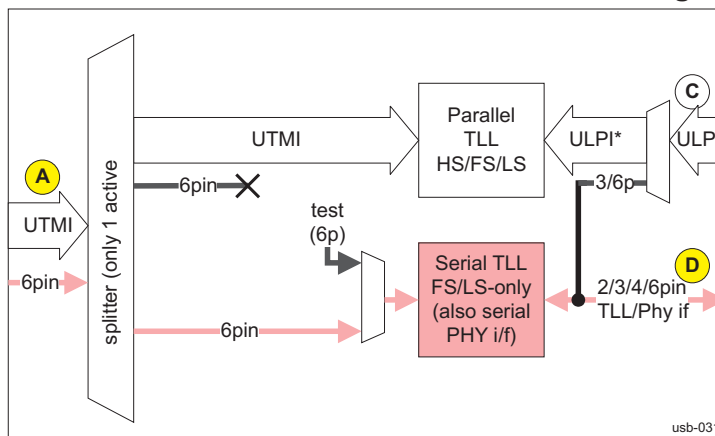 g
A
UTMI
6pin
splitter (only 1 active)
UTMI
6pin
test
(6p)
6pin
Parallel
TLL
HS/FS/LS
Serial TLL
FS/LS-only
(also serial
PHY i/f)
ULPI*
C
ULP
3/6p
D
2/3/4/6pin
TLL/Phy if
usb-031